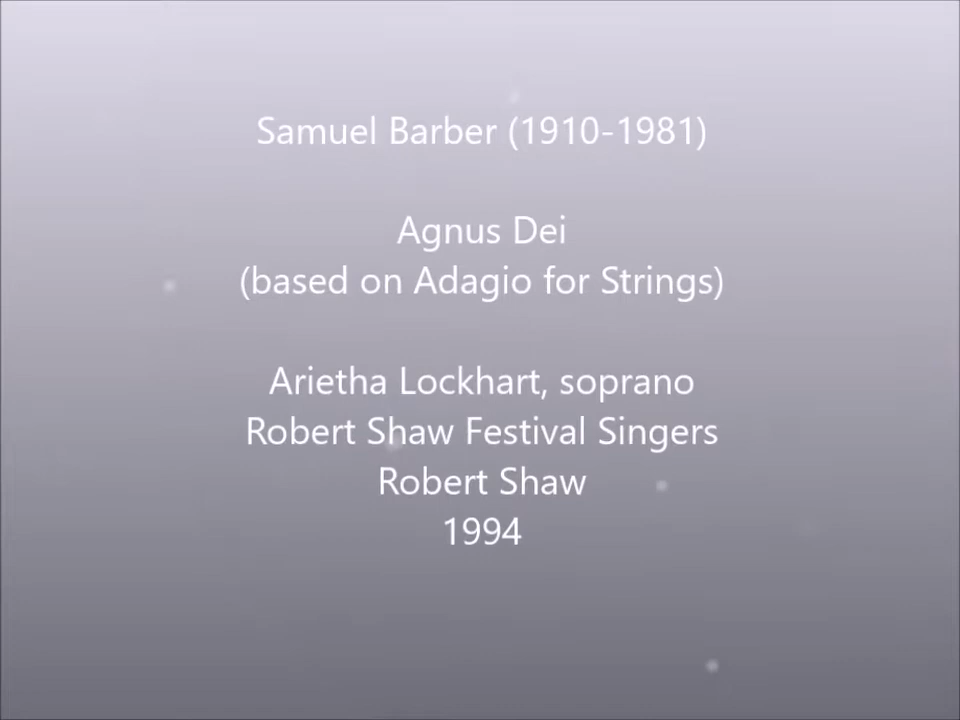 Samuel Barber (1910-1981)
Agnus Dei
(based on Adagio for Strings)
Arietha Lockhart, soprano
Robert Shaw Festival Singers
Robert Shaw
1994